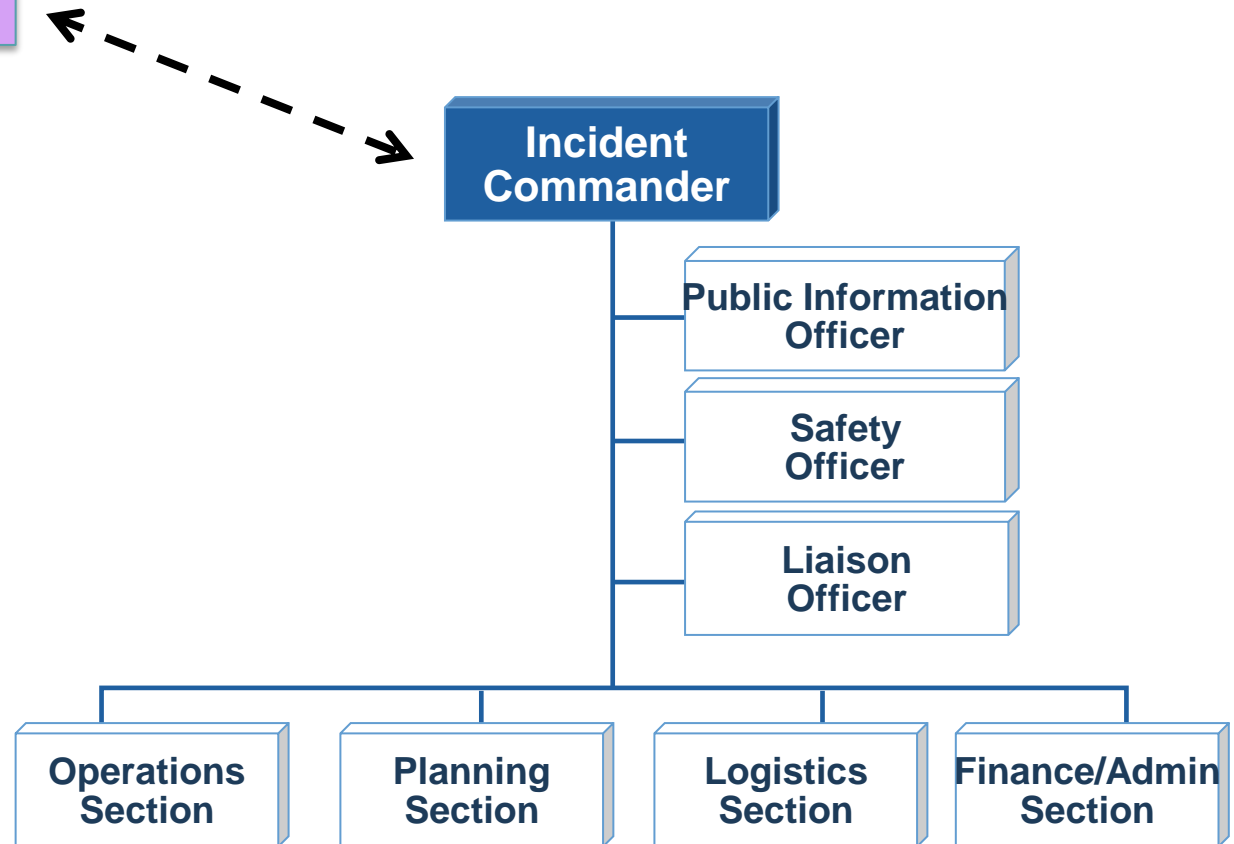 Incident
Commander
Public Information
Officer
Safety
Officer
Liaison
Officer
Operations
Section
Planning
Section
Logistics
Section
Finance/Admin
Section